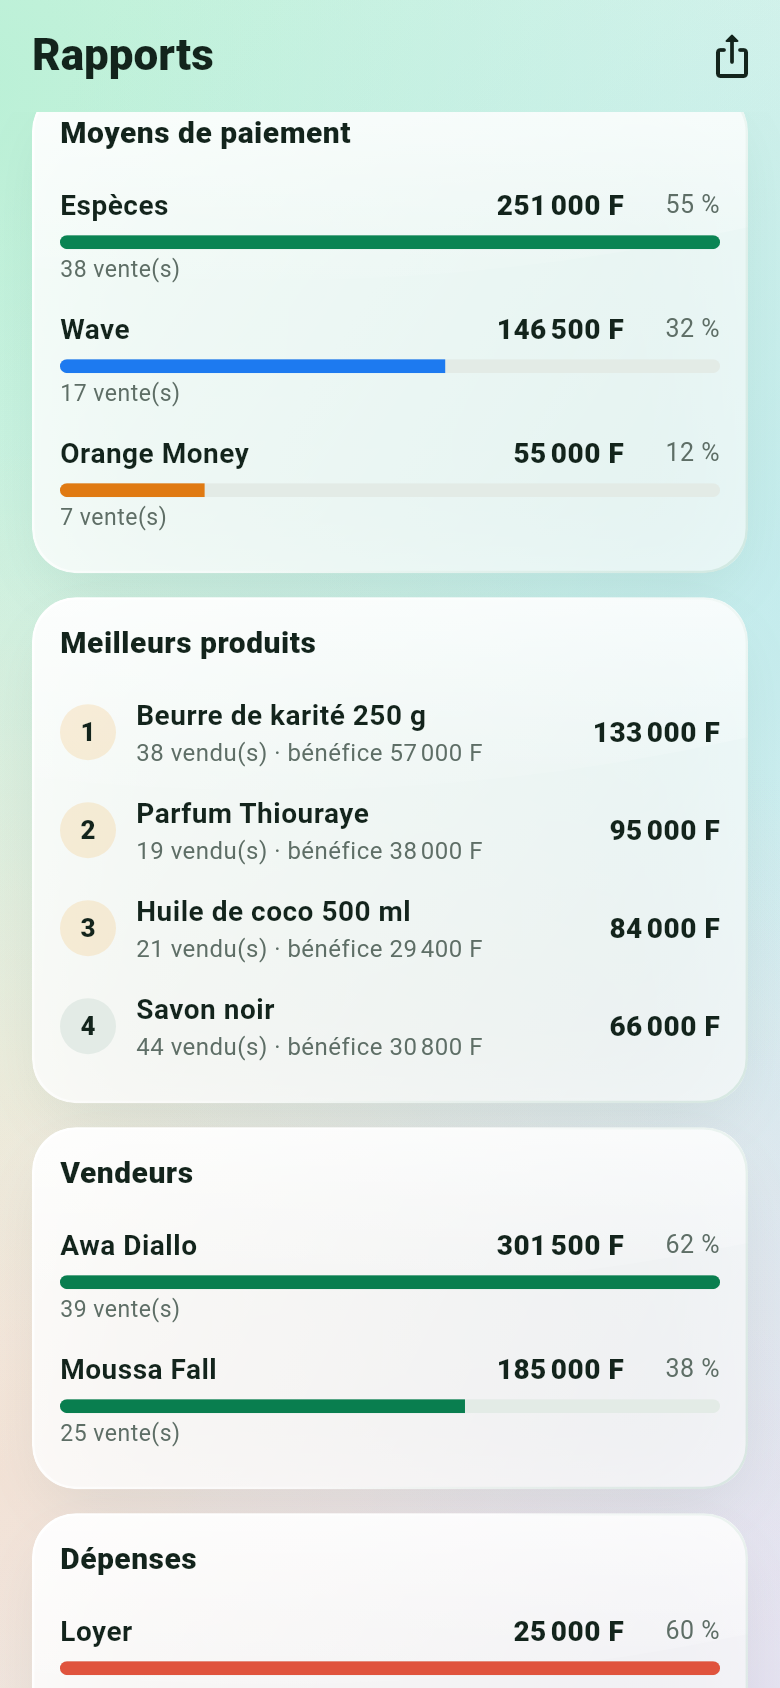 Rapports
Moyens de paiement
Espèces 251 000 F 55 %
38 vente(s)
Wave 146 500 F 32 %
17 vente(s)
Orange Money 55 000 F 12 %
7 vente(s)
Meilleurs produits
1 Beurre de karité 250 g 133 000 F
38 vendu(s) · bénéfice 57 000 F
2 Parfum Thiouraye 95 000 F
19 vendu(s) · bénéfice 38 000 F
3 Huile de coco 500 ml 84 000 F
21 vendu(s) · bénéfice 29 400 F
4 Savon noir 66 000 F
44 vendu(s) · bénéfice 30 800 F
Vendeurs
Awa Diallo 301 500 F 62 %
39 vente(s)
Moussa Fall 185 000 F 38 %
25 vente(s)
Dépenses
Loyer 25 000 F 60 %